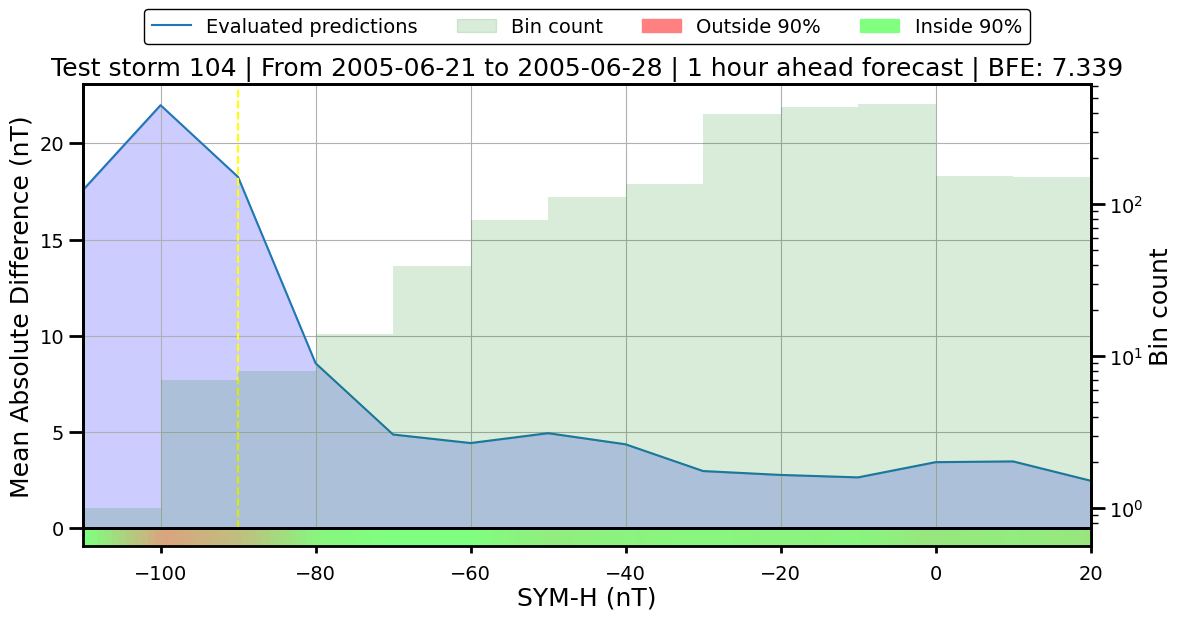 Evaluated predictions Bin count Outside 90% Inside 90%
Test storm 104 | From 2005-06-21 to 2005-06-28 | 1 hour ahead forecast | BFE: 7.339
Mean Absolute Difference (nT)
20
15
10
5
0
Bin count
10²
10¹
10⁰
−100 −80 −60 −40 −20 0 20
SYM-H (nT)